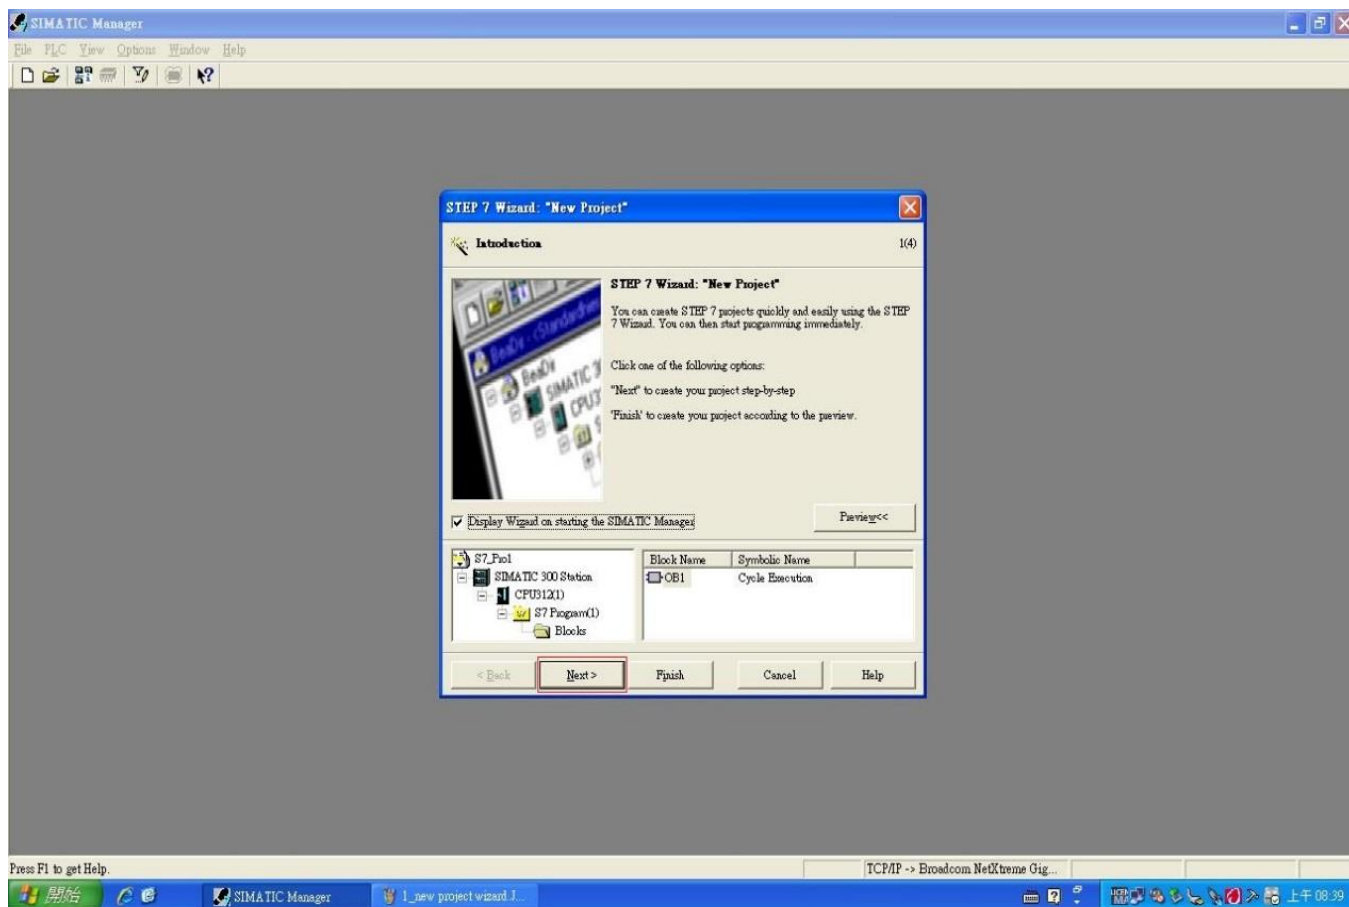 SIMATIC Manager
File PLC View Options Window Help
STEP 7 Wizard: "New Project"
Introduction 1(4)
STEP 7 Wizard: "New Project"
You can create STEP 7 projects quickly and easily using the STEP
7 Wizard. You can then start programming immediately.
Click one of the following options:
"Next" to create your project step-by-step
'Finish' to create your project according to the preview.
BeaDir - <Standardhier
BeaDir
SIMATIC 3
CPU3
Display Wizard on starting the SIMATIC Manager
Preview<<
S7_Pro1
SIMATIC 300 Station
CPU312(1)
S7 Program(1)
Blocks
Block Name Symbolic Name
OB1 Cycle Execution
< Back Next > Finish Cancel Help
Press F1 to get Help. TCP/IP -> Broadcom NetXtreme Gig...
開始 SIMATIC Manager 1_new project wizard J... 上午 08:39